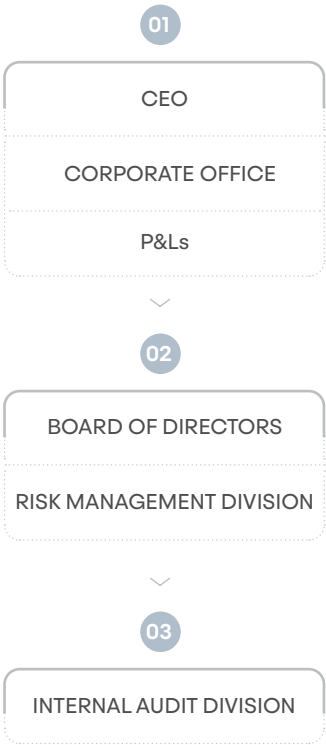 01
CEO
CORPORATE OFFICE
P&Ls
02
BOARD OF DIRECTORS
RISK MANAGEMENT DIVISION
03
INTERNAL AUDIT DIVISION